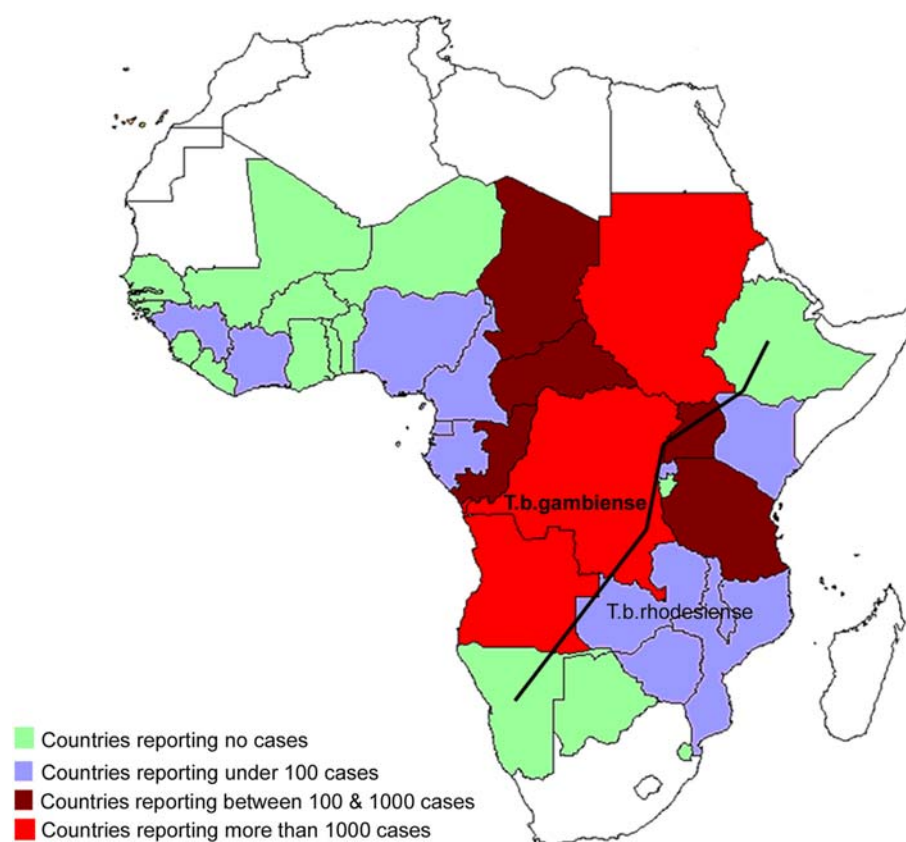 T.b.gambiense
T.b.rhodesiense
Countries reporting no cases
Countries reporting under 100 cases
Countries reporting between 100 & 1000 cases
Countries reporting more than 1000 cases